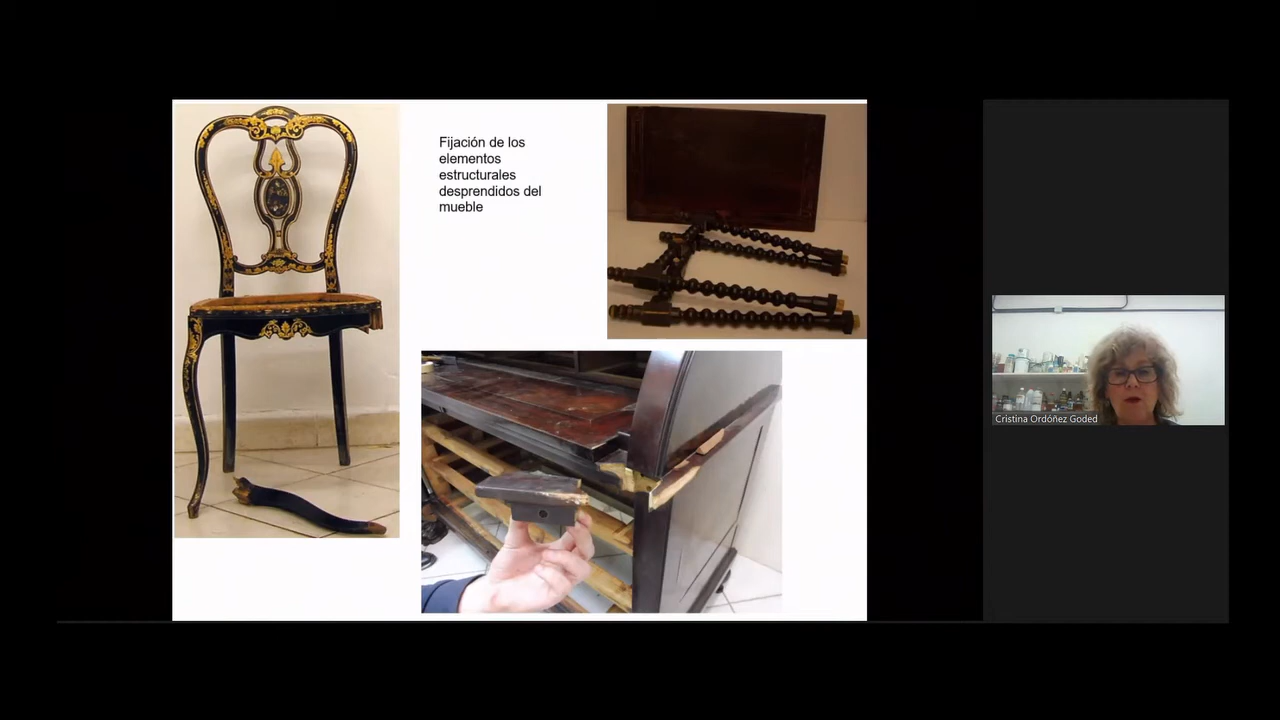 Fijación de los
elementos
estructurales
desprendidos del
mueble
Cristina Ordóñez Goded